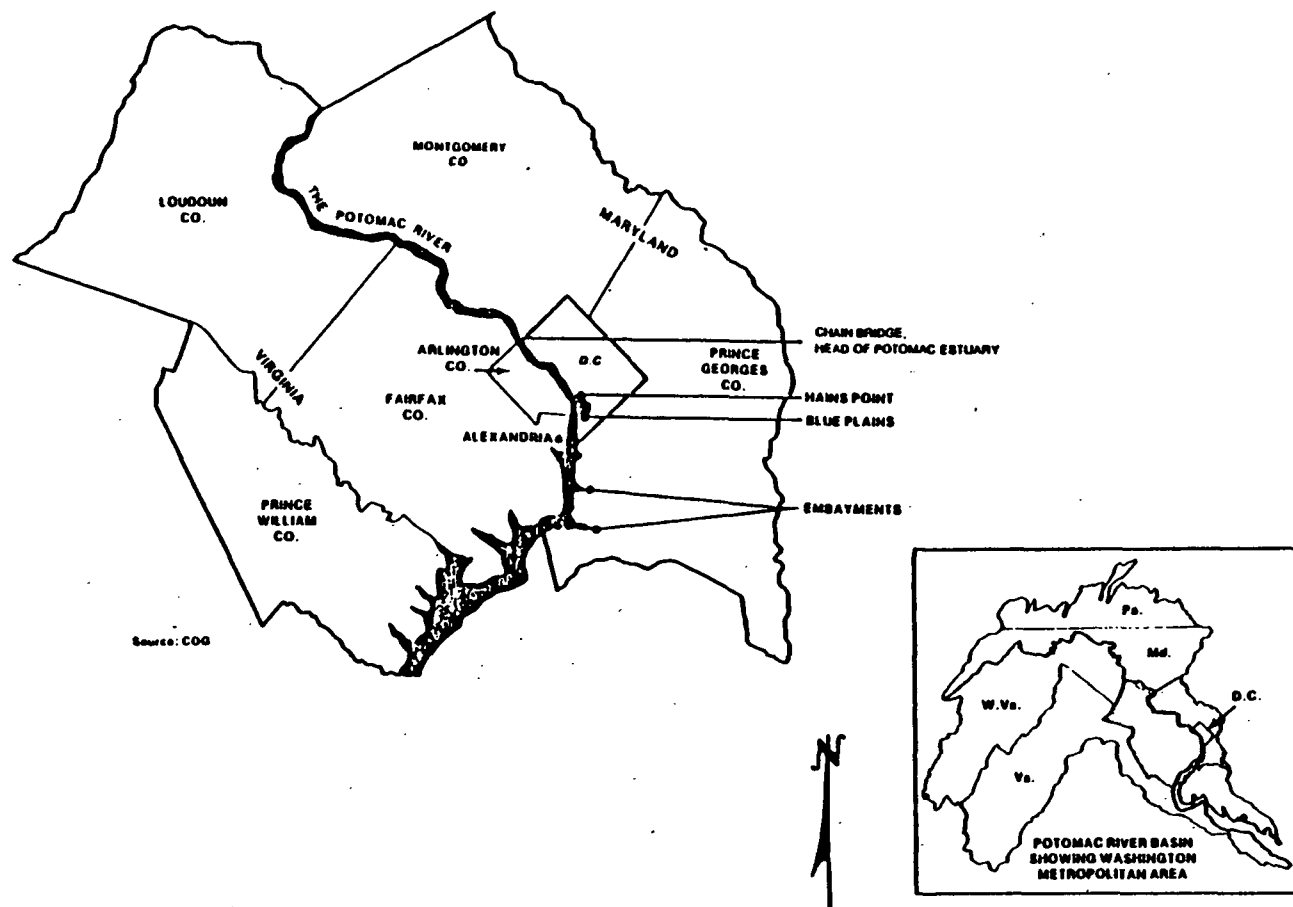 MONTGOMERY
CO
LOUDOUN
CO.
THE POTOMAC RIVER
MARYLAND
CHAIN BRIDGE,
HEAD OF POTOMAC ESTUARY
ARLINGTON
CO.
D.C
PRINCE
GEORGES
CO.
VIRGINIA
FAIRFAX
CO.
HAINS POINT
BLUE PLAINS
ALEXANDRIA
PRINCE
WILLIAM
CO.
EMBAYMENTS
Source: COG
N
Pa.
Md.
D.C.
W.Va.
Va.
POTOMAC RIVER BASIN
SHOWING WASHINGTON
METROPOLITAN AREA